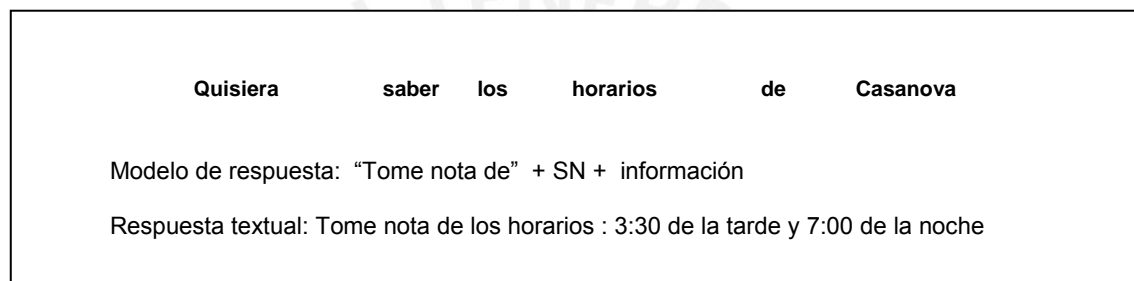 Quisiera saber los horarios de Casanova
Modelo de respuesta: “Tome nota de” + SN + información
Respuesta textual: Tome nota de los horarios : 3:30 de la tarde y 7:00 de la noche